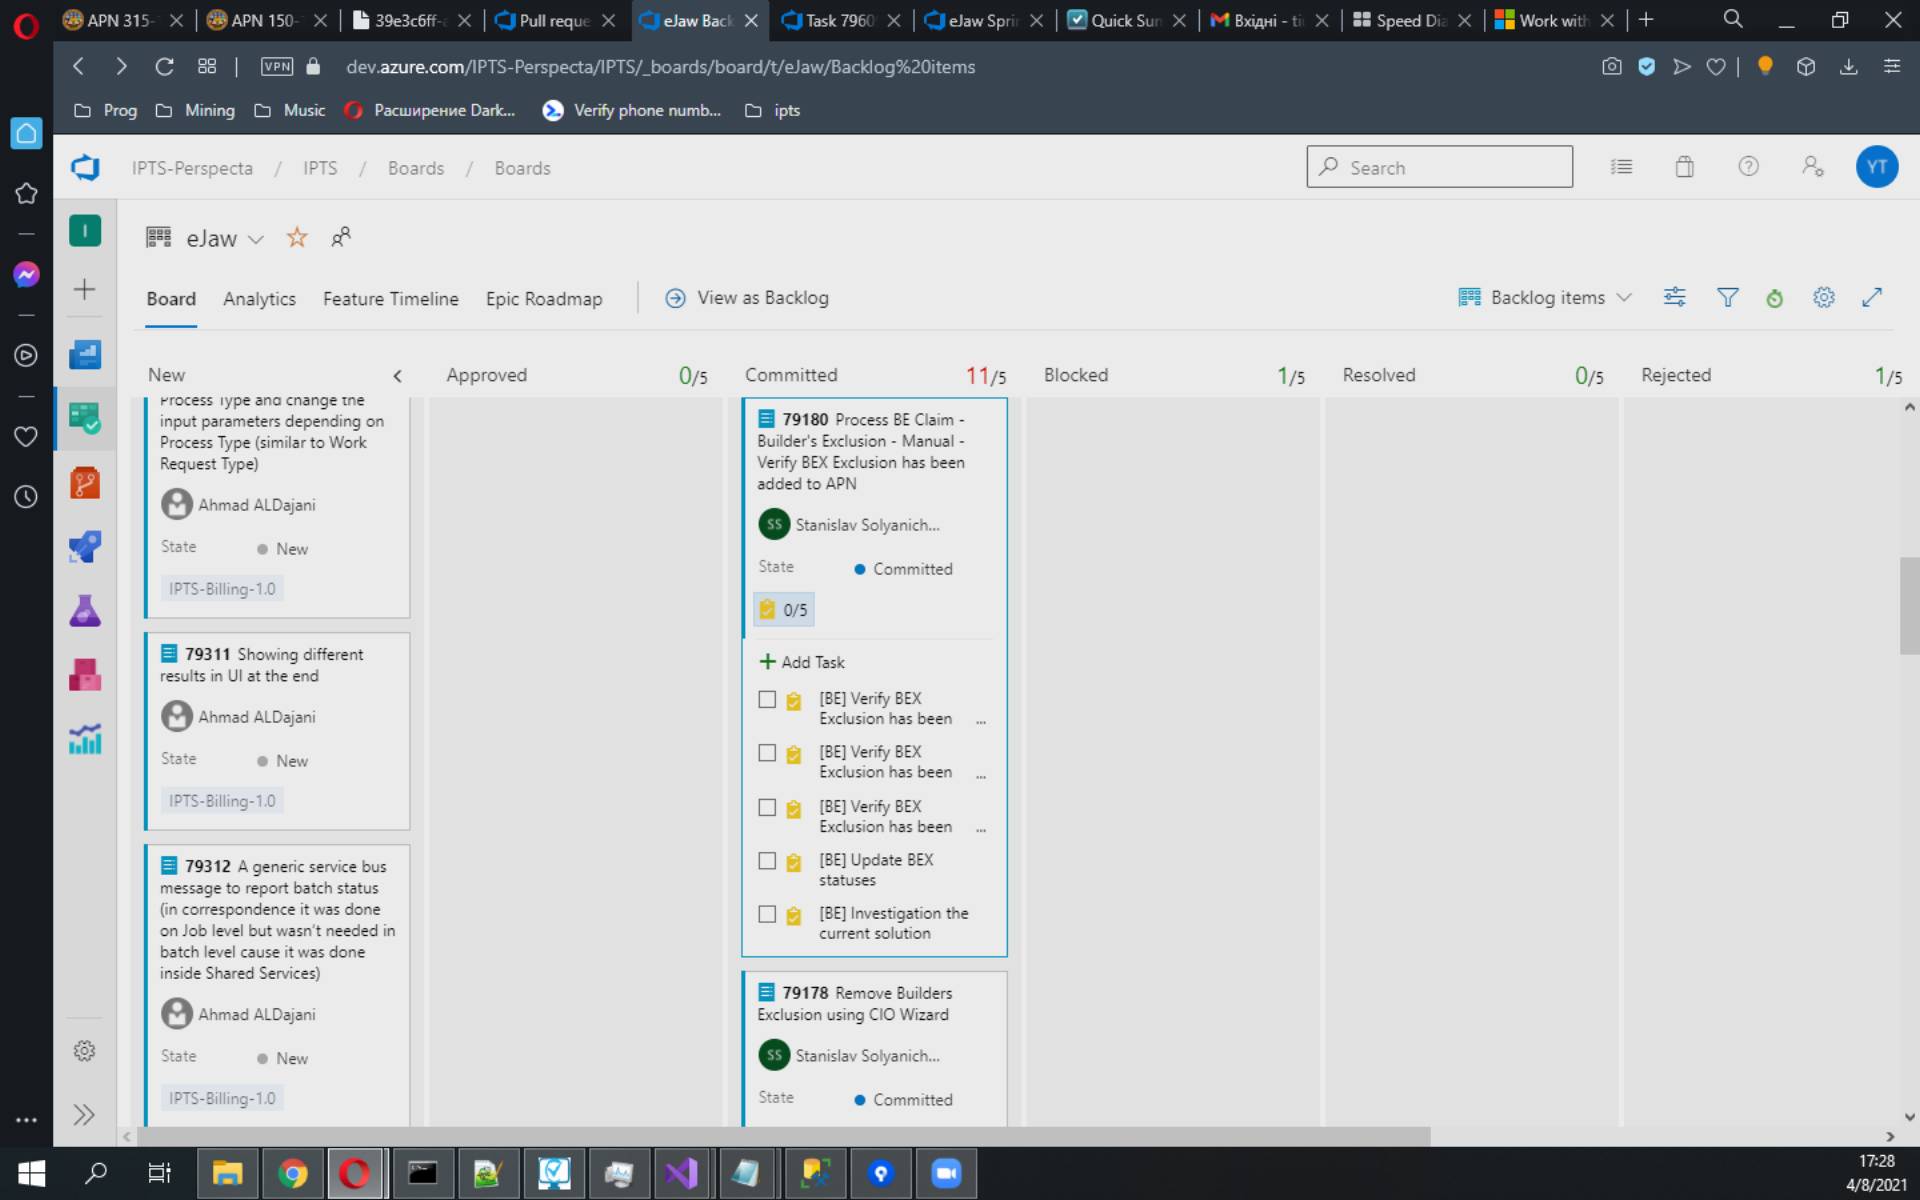 APN 315-
APN 150-
39e3c6ff-a
Pull reque
eJaw Back
Task 7960
eJaw Sprin
Quick Sum
Вхідні - ti
Speed Dia
Work with
VPN
dev.azure.com/IPTS-Perspecta/IPTS/_boards/board/t/eJaw/Backlog%20items
Prog
Mining
Music
Расширение Dark...
Verify phone numb...
ipts
IPTS-Perspecta / IPTS / Boards / Boards
Search
YT
I
eJaw
Board
Analytics
Feature Timeline
Epic Roadmap
View as Backlog
Backlog items
New
Approved 0/5
Committed 11/5
Blocked 1/5
Resolved 0/5
Rejected 1/5
Process Type and change the
input parameters depending on
Process Type (similar to Work
Request Type)
Ahmad ALDajani
State New
IPTS-Billing-1.0
79311 Showing different
results in UI at the end
Ahmad ALDajani
State New
IPTS-Billing-1.0
79312 A generic service bus
message to report batch status
(in correspondence it was done
on Job level but wasn't needed in
batch level cause it was done
inside Shared Services)
Ahmad ALDajani
State New
IPTS-Billing-1.0
79180 Process BE Claim -
Builder's Exclusion - Manual -
Verify BEX Exclusion has been
added to APN
SS Stanislav Solyanich...
State Committed
0/5
Add Task
[BE] Verify BEX
Exclusion has been ...
[BE] Verify BEX
Exclusion has been ...
[BE] Verify BEX
Exclusion has been ...
[BE] Update BEX
statuses
[BE] Investigation the
current solution
79178 Remove Builders
Exclusion using CIO Wizard
SS Stanislav Solyanich...
State Committed
17:28
4/8/2021